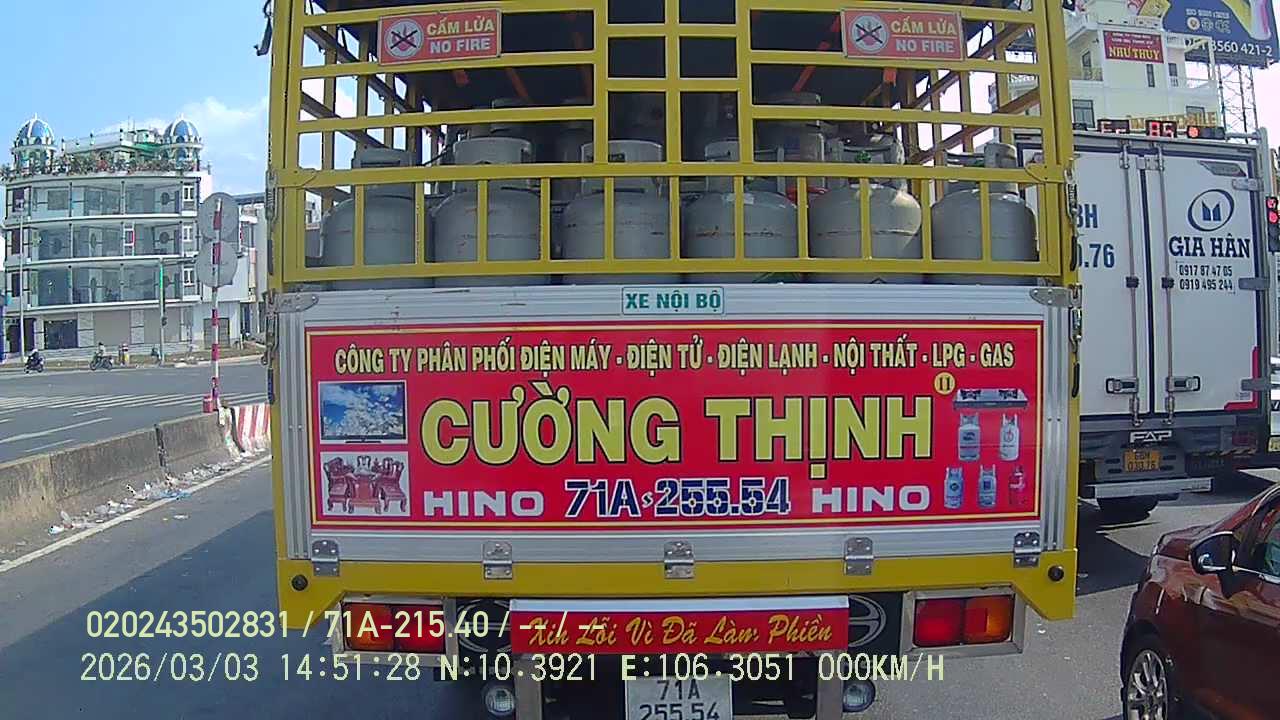 CẤM LỬA
NO FIRE
CẤM LỬA
NO FIRE
NHƯ THÙY
3560 421-2
GIA HÂN
0917 87 47 05
0919 495 244
.76
XE NỘI BỘ
CÔNG TY PHÂN PHỐI ĐIỆN MÁY - ĐIỆN TỬ - ĐIỆN LẠNH - NỘI THẤT - LPG - GAS
CƯỜNG THỊNH II
HINO 71A S 255.54 HINO
FAP
020243502831 / 71A-215.40 / -- / --
Xin Lỗi Vì Đã Làm Phiền
2026/03/03 14:51:28 N:10.3921 E:106.3051 000KM/H
71A
255.54